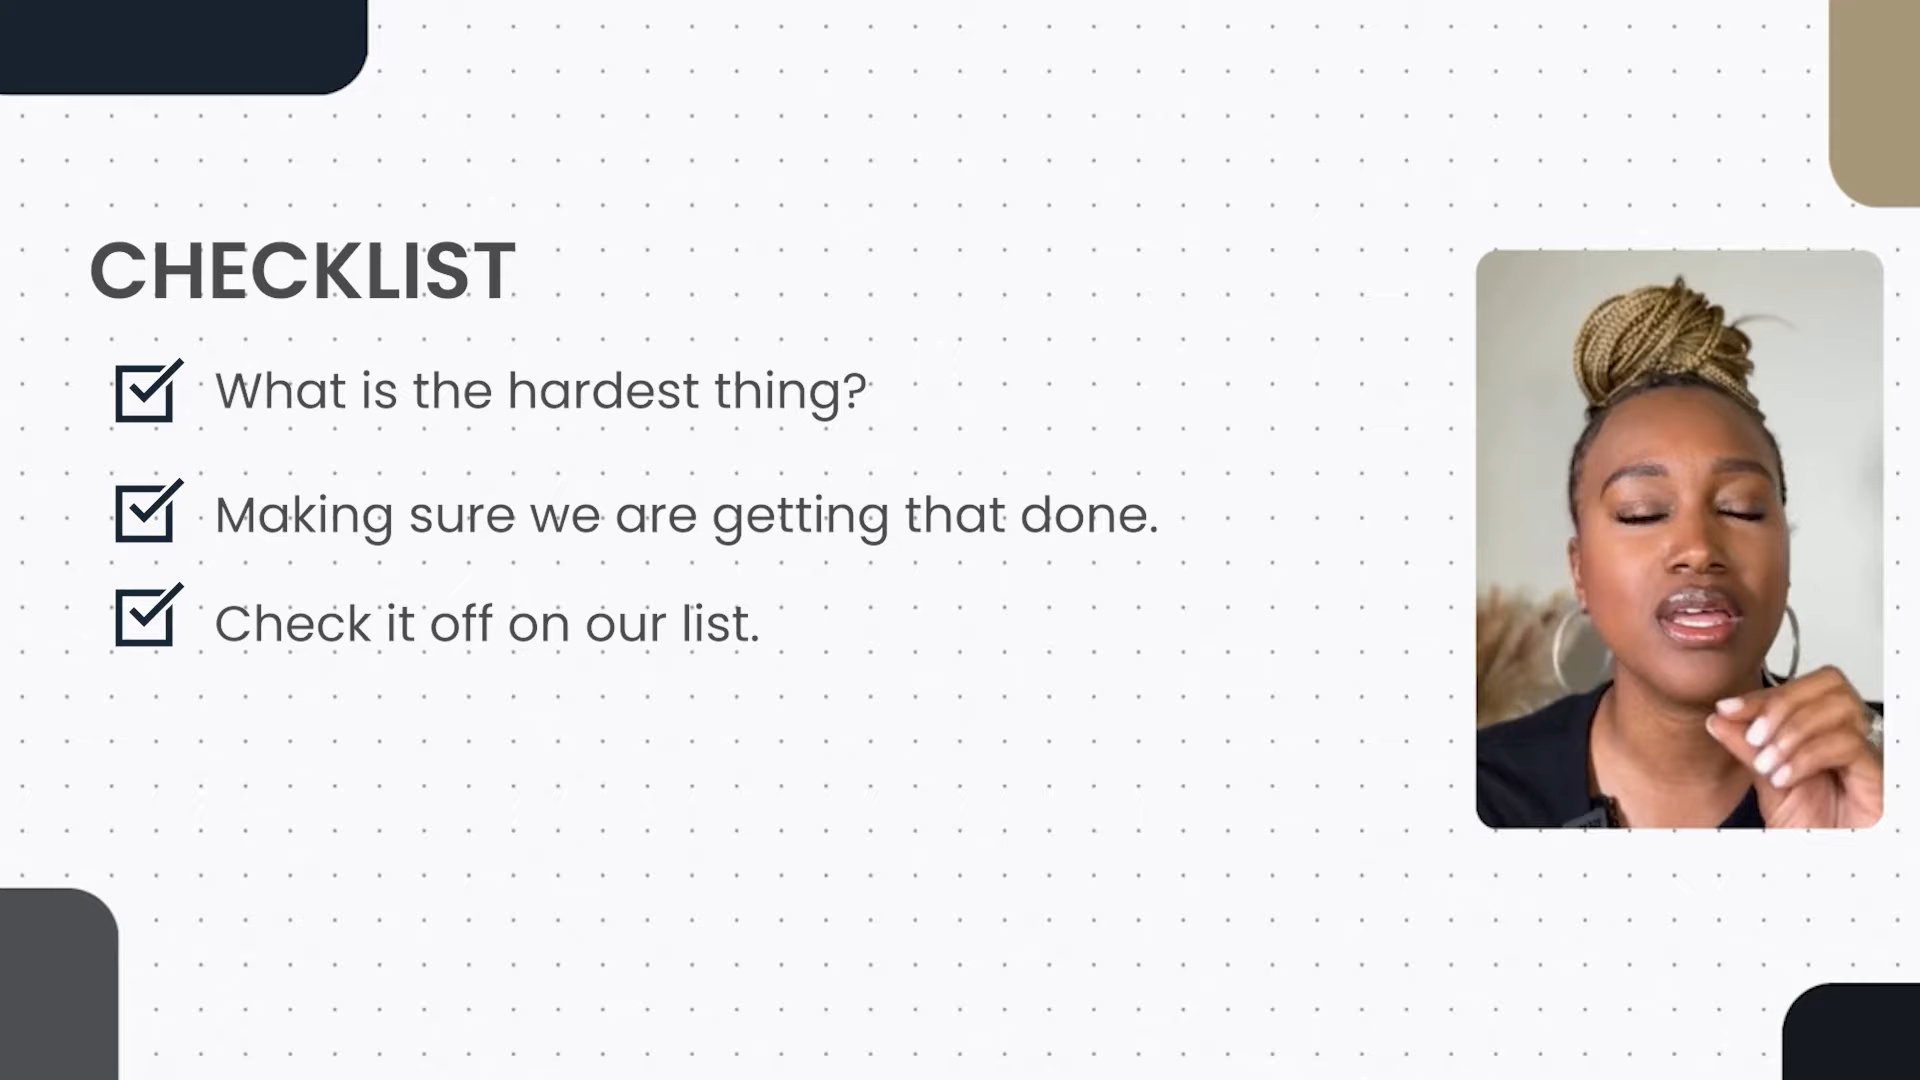 CHECKLIST
What is the hardest thing?
Making sure we are getting that done.
Check it off on our list.